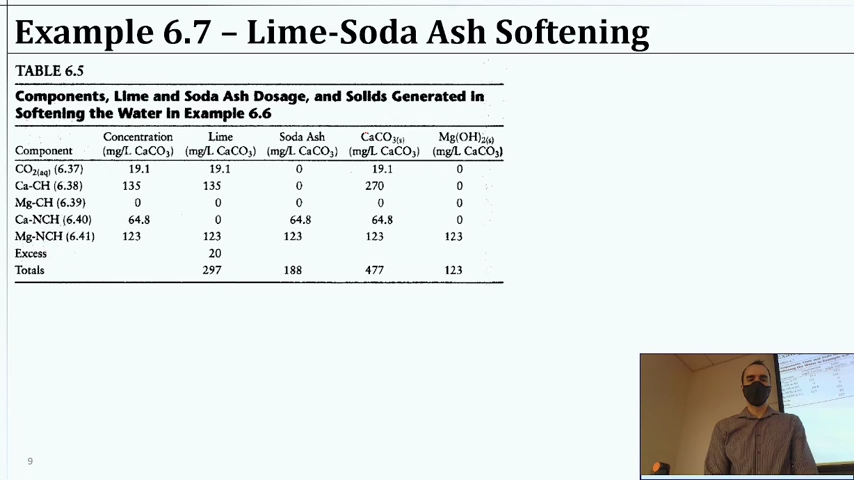 Example 6.7 – Lime-Soda Ash Softening
TABLE 6.5
Components, Lime and Soda Ash Dosage, and Solids Generated in
Softening the Water in Example 6.6
Concentration Lime Soda Ash CaCO3(s) Mg(OH)2(s)
Component (mg/L CaCO3) (mg/L CaCO3) (mg/L CaCO3) (mg/L CaCO3) (mg/L CaCO3)
CO2(aq) (6.37) 19.1 19.1 0 19.1 0
Ca-CH (6.38) 135 135 0 270 0
Mg-CH (6.39) 0 0 0 0 0
Ca-NCH (6.40) 64.8 0 64.8 64.8 0
Mg-NCH (6.41) 123 123 123 123 123
Excess 20
Totals 297 188 477 123
9